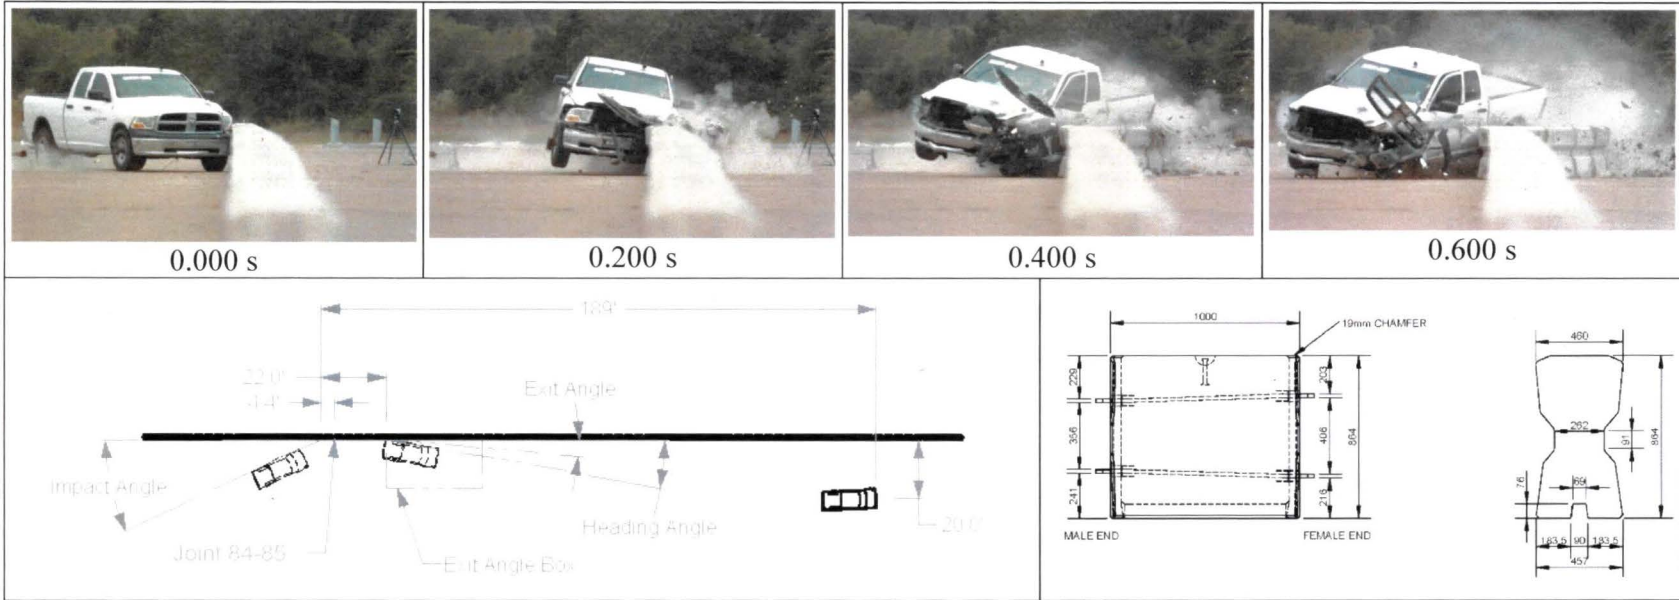 0.000 s
0.200 s
0.400 s
0.600 s
189'
22.0'
4.4'
Exit Angle
Impact Angle
Heading Angle
20.0'
Joint 84-85
Exit Angle Box
1000
19mm CHAMFER
460
229
203
356
406
864
262
91
864
241
216
76
69
MALE END
FEMALE END
183.5
90
183.5
457